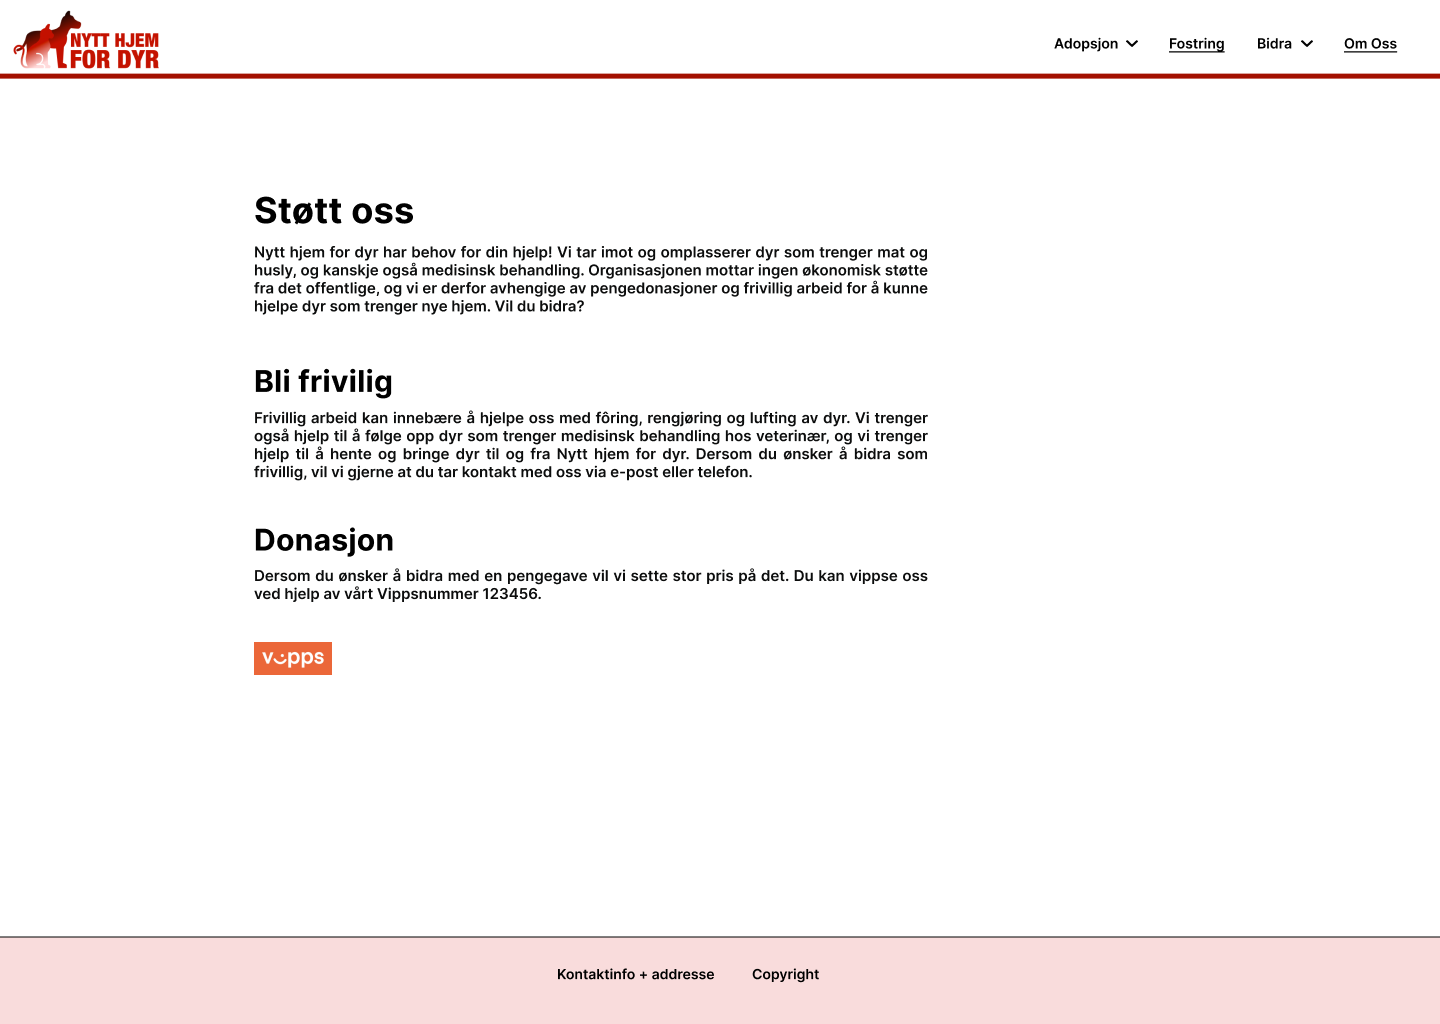 NYTT HJEM
FOR DYR
Adopsjon
Fostring
Bidra
Om Oss
Støtt oss
Nytt hjem for dyr har behov for din hjelp! Vi tar imot og omplasserer dyr som trenger mat og
husly, og kanskje også medisinsk behandling. Organisasjonen mottar ingen økonomisk støtte
fra det offentlige, og vi er derfor avhengige av pengedonasjoner og frivillig arbeid for å kunne
hjelpe dyr som trenger nye hjem. Vil du bidra?
Bli frivilig
Frivillig arbeid kan innebære å hjelpe oss med fôring, rengjøring og lufting av dyr. Vi trenger
også hjelp til å følge opp dyr som trenger medisinsk behandling hos veterinær, og vi trenger
hjelp til å hente og bringe dyr til og fra Nytt hjem for dyr. Dersom du ønsker å bidra som
frivillig, vil vi gjerne at du tar kontakt med oss via e-post eller telefon.
Donasjon
Dersom du ønsker å bidra med en pengegave vil vi sette stor pris på det. Du kan vippse oss
ved hjelp av vårt Vippsnummer 123456.
vipps
Kontaktinfo + addresse
Copyright